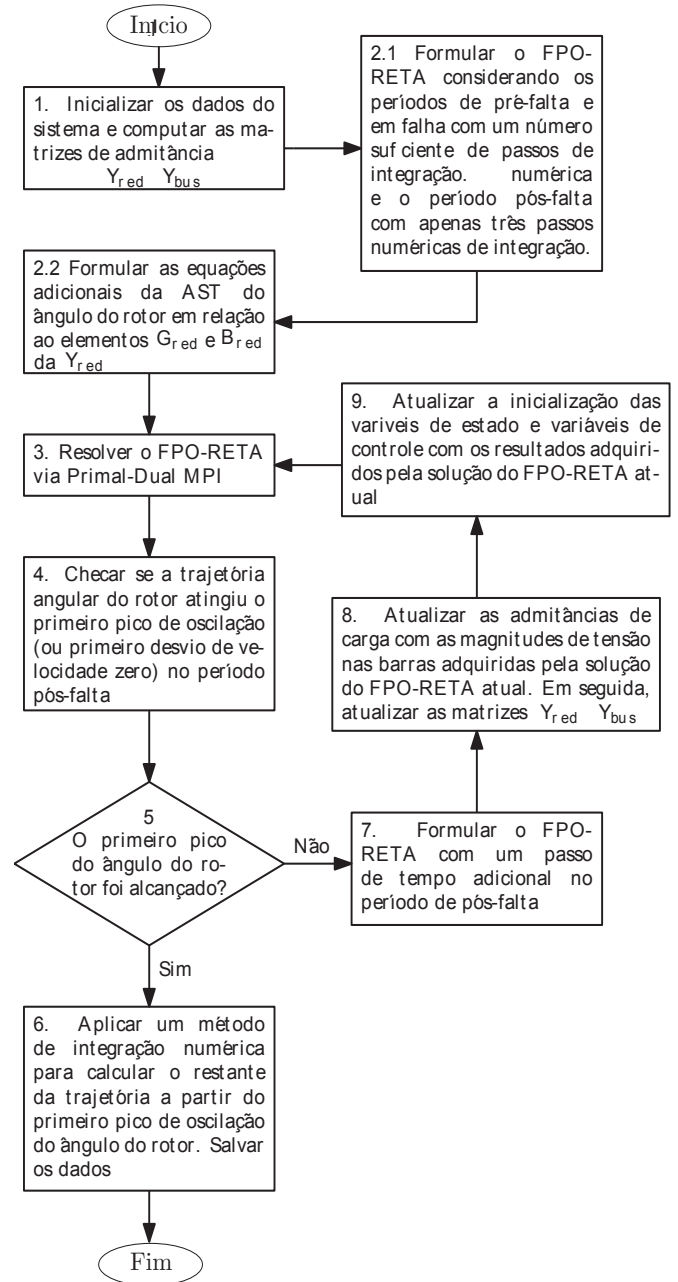 Início
1. Inicializar os dados do
sistema e computar as ma-
trizes de admitância
Yred Ybus
2.1 Formular o FPO-
RETA considerando os
períodos de pré-falta e
em falha com um número
suf ciente de passos de
integração. numérica
e o período pós-falta
com apenas três passos
numéricas de integração.
2.2 Formular as equações
adicionais da AST do
ângulo do rotor em relação
ao elementos Gred e Bred
da Yred
3. Resolver o FPO-RETA
via Primal-Dual MPI
4. Checar se a trajetória
angular do rotor atingiu o
primeiro pico de oscilação
(ou primeiro desvio de ve-
locidade zero) no período
pós-falta
5
O primeiro pico
do ângulo do ro-
tor foi alcançado?
Não
Sim
6. Aplicar um método
de integração numérica
para calcular o restante
da trajetória a partir do
primeiro pico de oscilação
do ângulo do rotor. Salvar
os dados
7. Formular o FPO-
RETA com um passo
de tempo adicional no
período de pós-falta
8. Atualizar as admitâncias de
carga com as magnitudes de tensão
nas barras adquiridas pela solução
do FPO-RETA atual. Em seguida,
atualizar as matrizes Yred Ybus
9. Atualizar a inicialização das
varíveis de estado e variáveis de
controle com os resultados adquiri-
dos pela solução do FPO-RETA at-
ual
Fim